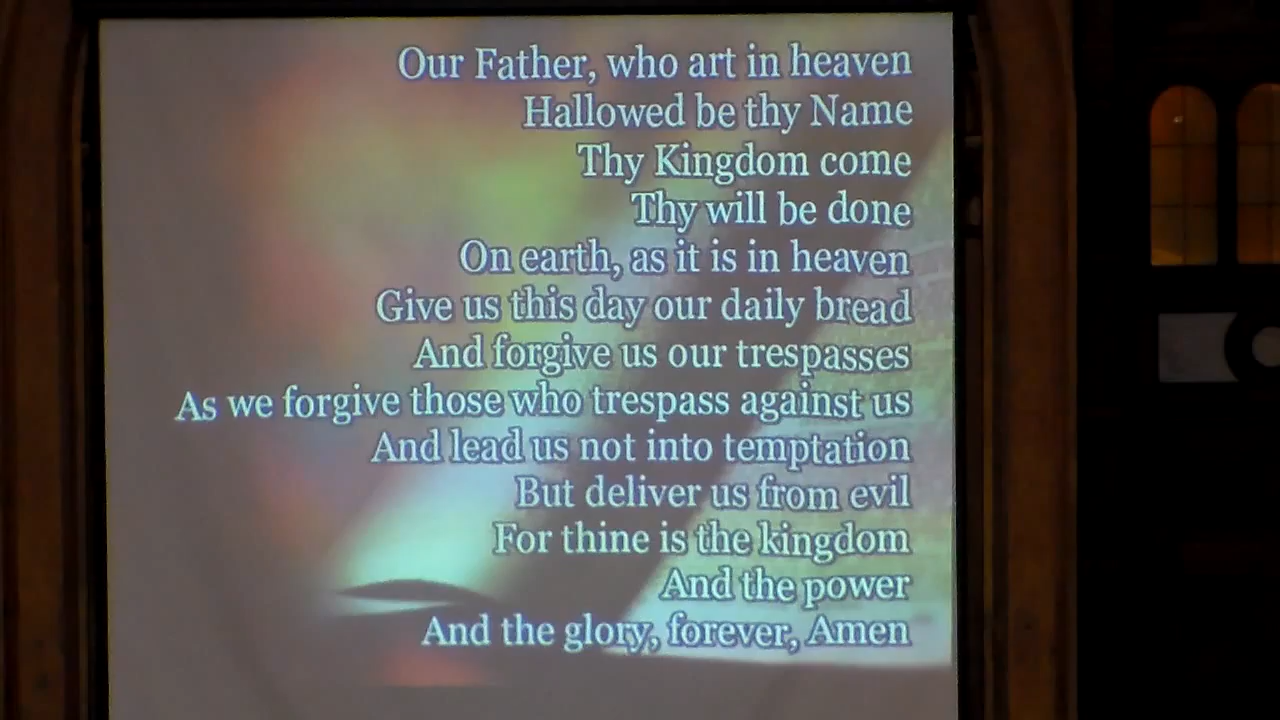 Our Father, who art in heaven
Hallowed be thy Name
Thy Kingdom come
Thy will be done
On earth, as it is in heaven
Give us this day our daily bread
And forgive us our trespasses
As we forgive those who trespass against us
And lead us not into temptation
But deliver us from evil
For thine is the kingdom
And the power
And the glory, forever, Amen